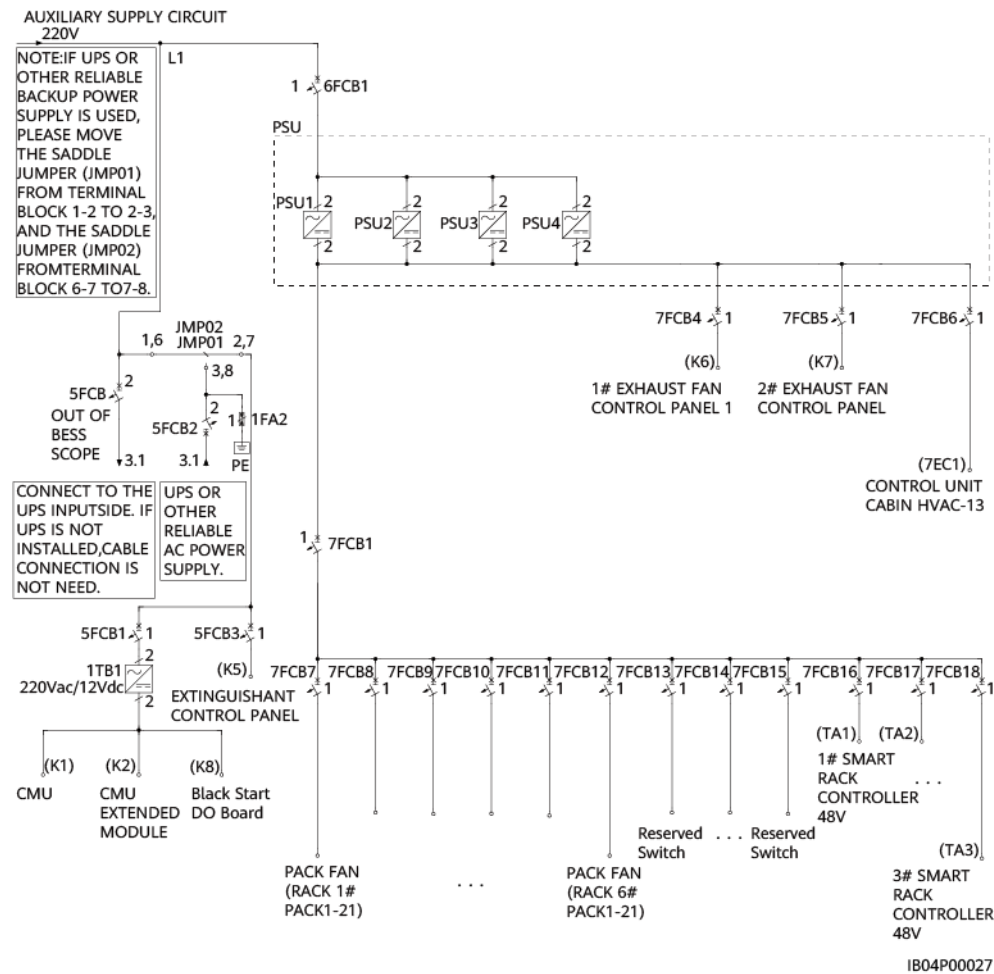 AUXILIARY SUPPLY CIRCUIT
220V
NOTE:IF UPS OR
OTHER RELIABLE
BACKUP POWER
SUPPLY IS USED,
PLEASE MOVE
THE SADDLE
JUMPER (JMP01)
FROM TERMINAL
BLOCK 1-2 TO 2-3,
AND THE SADDLE
JUMPER (JMP02)
FROMTERMINAL
BLOCK 6-7 TO7-8.
L1
1
6FCB1
PSU
PSU1
2
2
PSU2
2
2
PSU3
2
2
PSU4
2
2
7FCB4
1
(K6)
1# EXHAUST FAN
CONTROL PANEL 1
7FCB5
1
(K7)
2# EXHAUST FAN
CONTROL PANEL
7FCB6
1
(7EC1)
CONTROL UNIT
CABIN HVAC-13
JMP02
JMP01
1,6
2,7
3,8
5FCB
2
OUT OF
BESS
SCOPE
3.1
5FCB2
2
3.1
1
1FA2
PE
CONNECT TO THE
UPS INPUTSIDE. IF
UPS IS NOT
INSTALLED,CABLE
CONNECTION IS
NOT NEED.
UPS OR
OTHER
RELIABLE
AC POWER
SUPPLY.
1
7FCB1
5FCB1
1
2
1TB1
220Vac/12Vdc
2
5FCB3
1
(K5)
EXTINGUISHANT
CONTROL PANEL
(K1)
CMU
(K2)
CMU
EXTENDED
MODULE
(K8)
Black Start
DO Board
7FCB7
1
7FCB8
1
7FCB9
1
7FCB10
1
7FCB11
1
7FCB12
1
7FCB13
1
7FCB14
1
7FCB15
1
7FCB16
1
7FCB17
1
7FCB18
1
(TA1)
1# SMART
RACK
CONTROLLER
48V
(TA2)
. . .
Reserved
Switch
. . .
Reserved
Switch
PACK FAN
(RACK 1#
PACK1-21)
. . .
PACK FAN
(RACK 6#
PACK1-21)
(TA3)
3# SMART
RACK
CONTROLLER
48V
IB04P00027